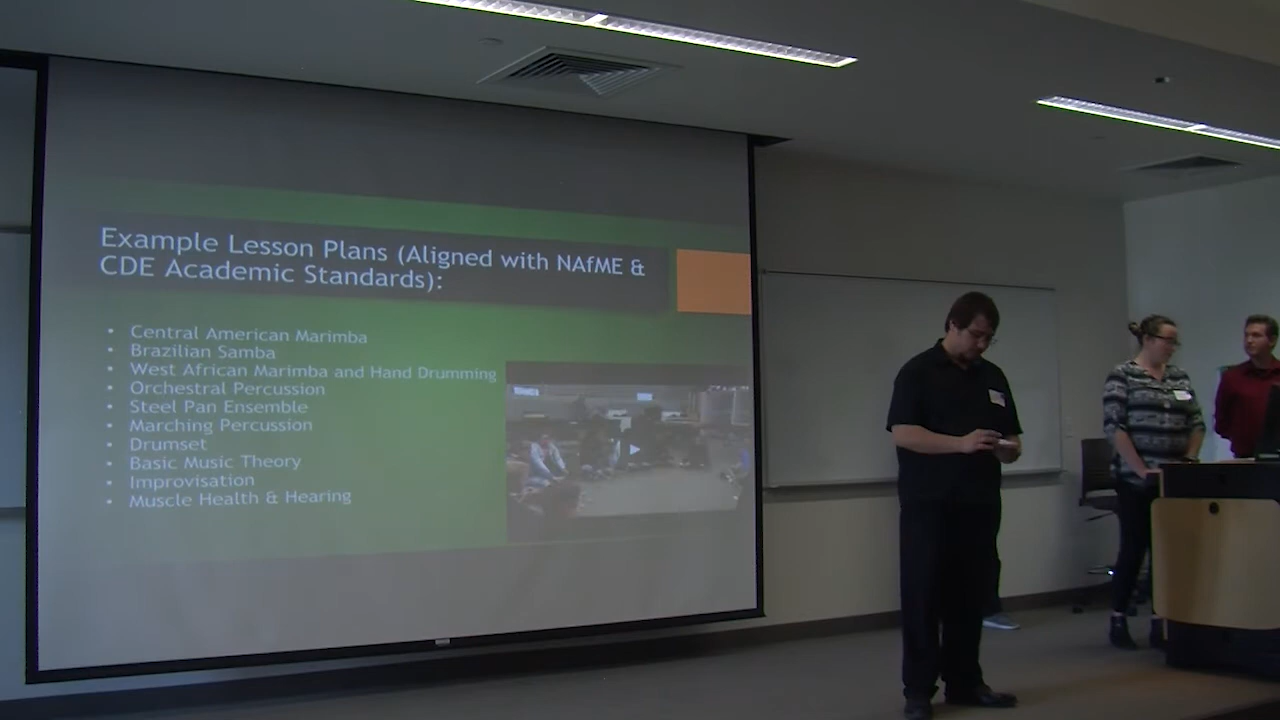 Example Lesson Plans (Aligned with NAfME &
CDE Academic Standards):
• Central American Marimba
• Brazilian Samba
• West African Marimba and Hand Drumming
• Orchestral Percussion
• Steel Pan Ensemble
• Marching Percussion
• Drumset
• Basic Music Theory
• Improvisation
• Muscle Health & Hearing